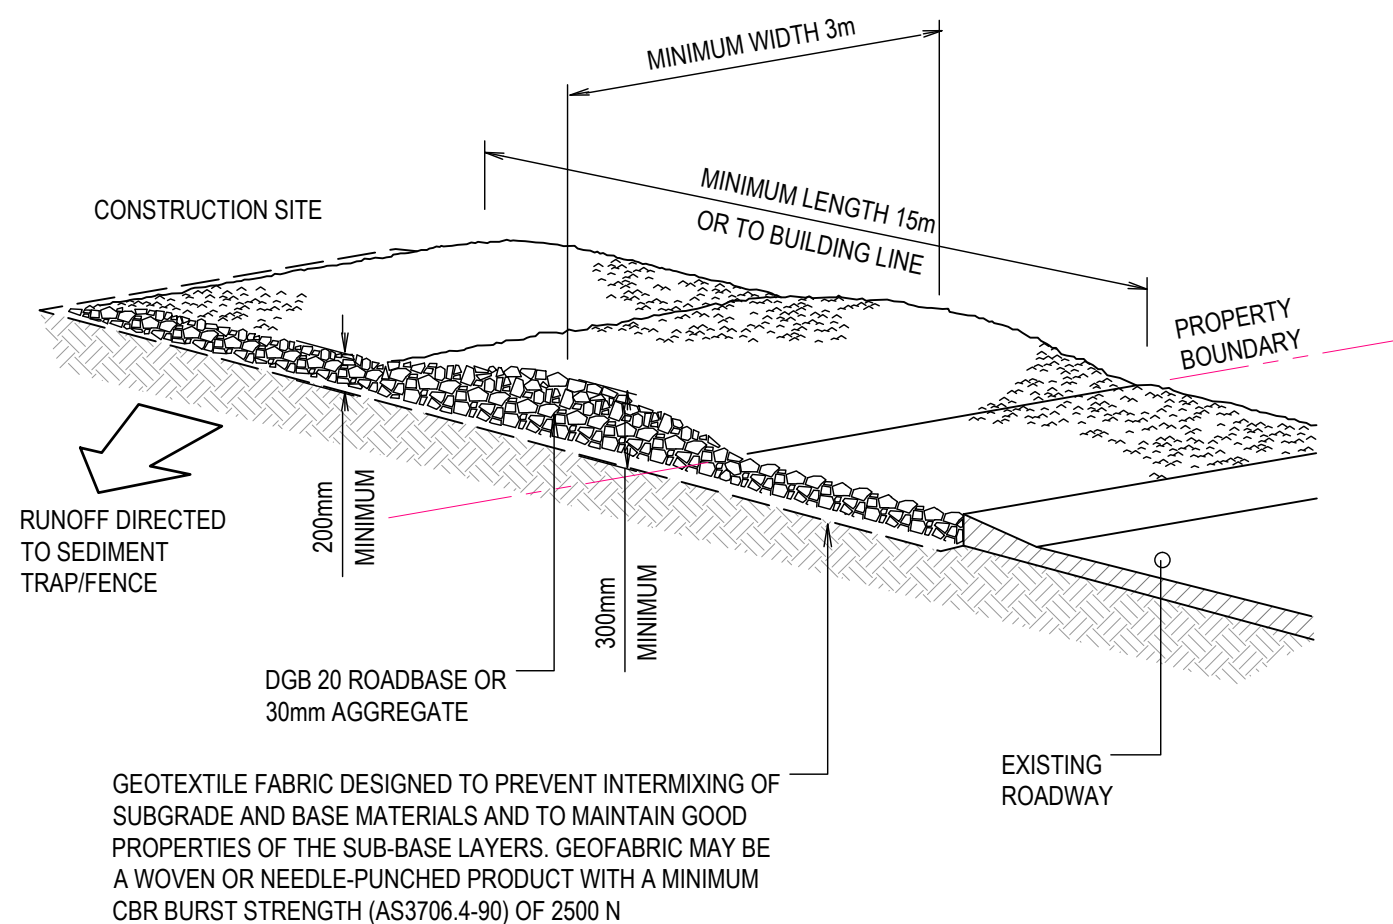 MINIMUM WIDTH 3m
MINIMUM LENGTH 15m
OR TO BUILDING LINE
CONSTRUCTION SITE
PROPERTY
BOUNDARY
RUNOFF DIRECTED
TO SEDIMENT
TRAP/FENCE
200mm
MINIMUM
300mm
MINIMUM
DGB 20 ROADBASE OR
30mm AGGREGATE
EXISTING
ROADWAY
GEOTEXTILE FABRIC DESIGNED TO PREVENT INTERMIXING OF
SUBGRADE AND BASE MATERIALS AND TO MAINTAIN GOOD
PROPERTIES OF THE SUB-BASE LAYERS. GEOFABRIC MAY BE
A WOVEN OR NEEDLE-PUNCHED PRODUCT WITH A MINIMUM
CBR BURST STRENGTH (AS3706.4-90) OF 2500 N